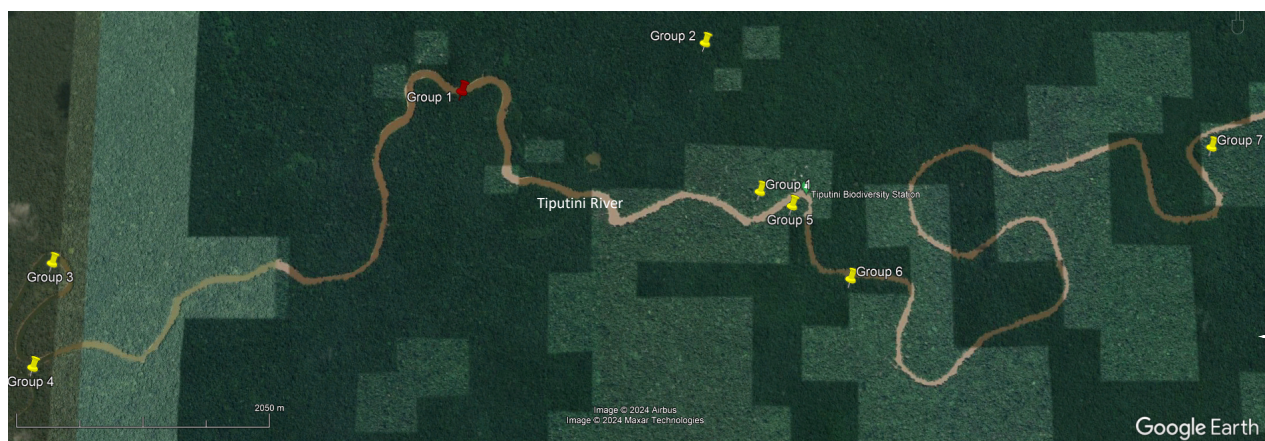 Group 2
Group 1
Group 7
Group 1
Tiputini Biodiversity Station
Tiputini River
Group 5
Group 3
Group 6
Group 4
2050 m
Image © 2024 Airbus
Image © 2024 Maxar Technologies
Google Earth